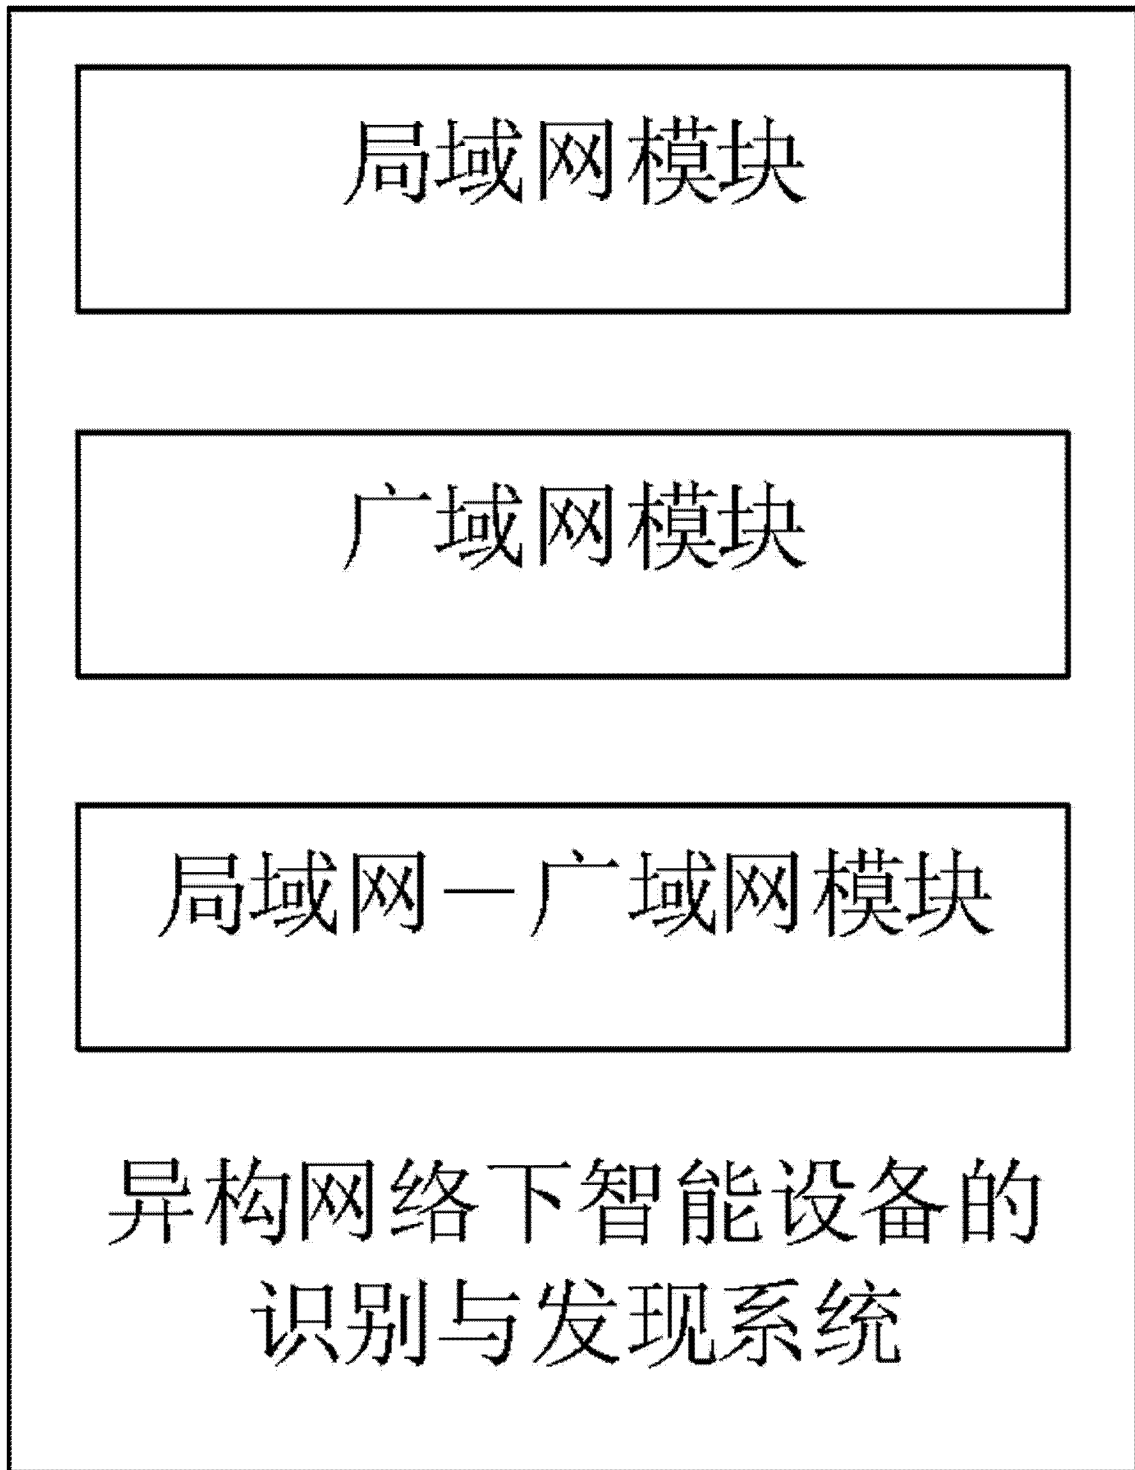 局域网模块
广域网模块
局域网－广域网模块
异构网络下智能设备的
识别与发现系统